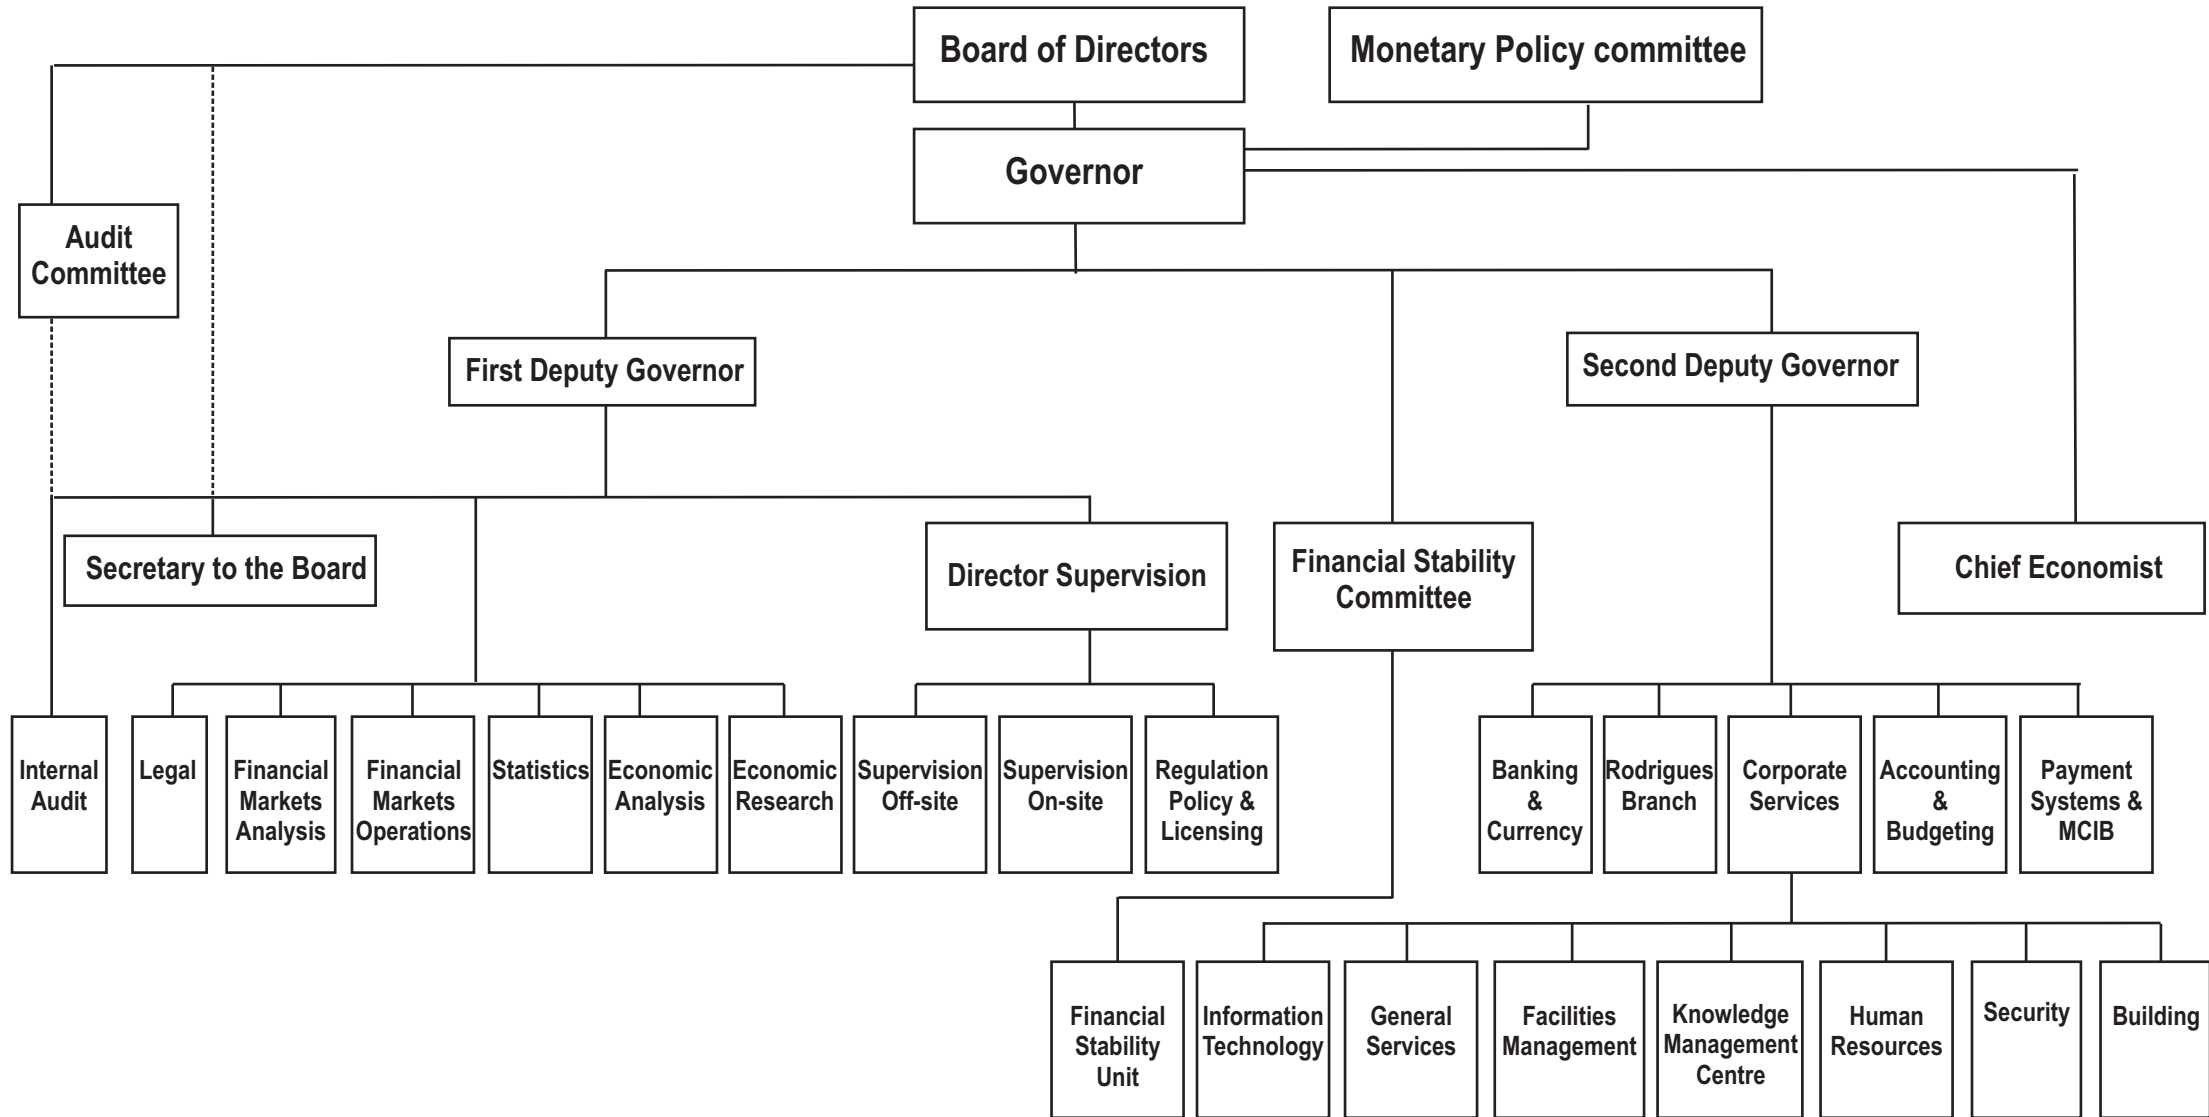 Board of Directors
Monetary Policy committee
Governor
Audit
Committee
First Deputy Governor
Second Deputy Governor
Secretary to the Board
Director Supervision
Financial Stability
Committee
Chief Economist
Internal
Audit
Legal
Financial
Markets
Analysis
Financial
Markets
Operations
Statistics
Economic
Analysis
Economic
Research
Supervision
Off-site
Supervision
On-site
Regulation
Policy &
Licensing
Banking
&
Currency
Rodrigues
Branch
Corporate
Services
Accounting
&
Budgeting
Payment
Systems &
MCIB
Financial
Stability
Unit
Information
Technology
General
Services
Facilities
Management
Knowledge
Management
Centre
Human
Resources
Security
Building